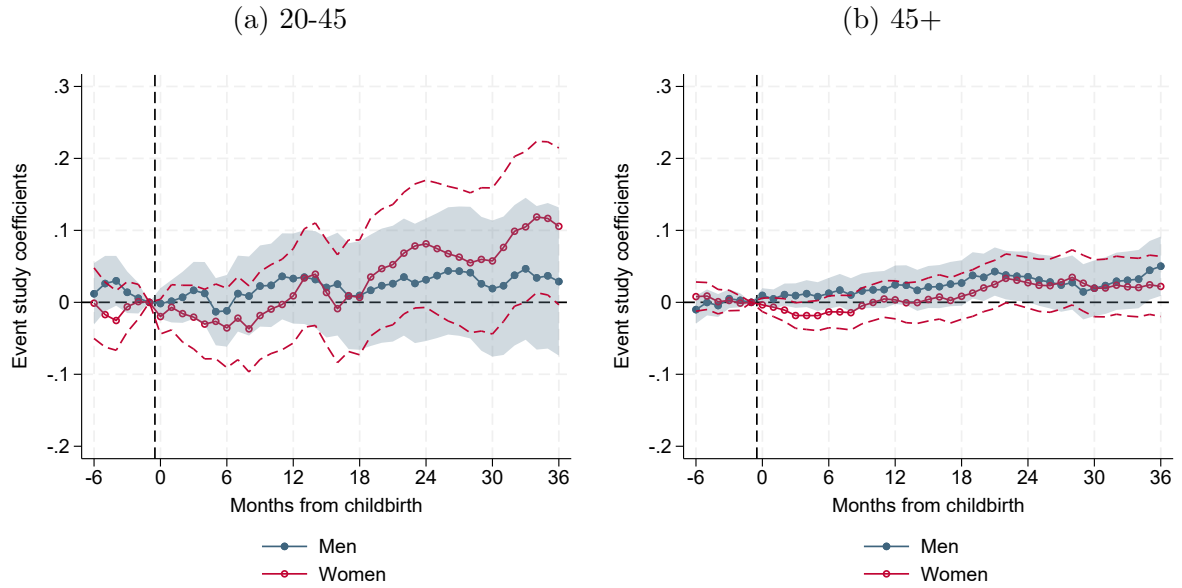 (a) 20-45
.3
.2
.1
0
-.1
-.2
Event study coefficients
-6 0 6 12 18 24 30 36
Months from childbirth
Men
Women
(b) 45+
.3
.2
.1
0
-.1
-.2
Event study coefficients
-6 0 6 12 18 24 30 36
Months from childbirth
Men
Women